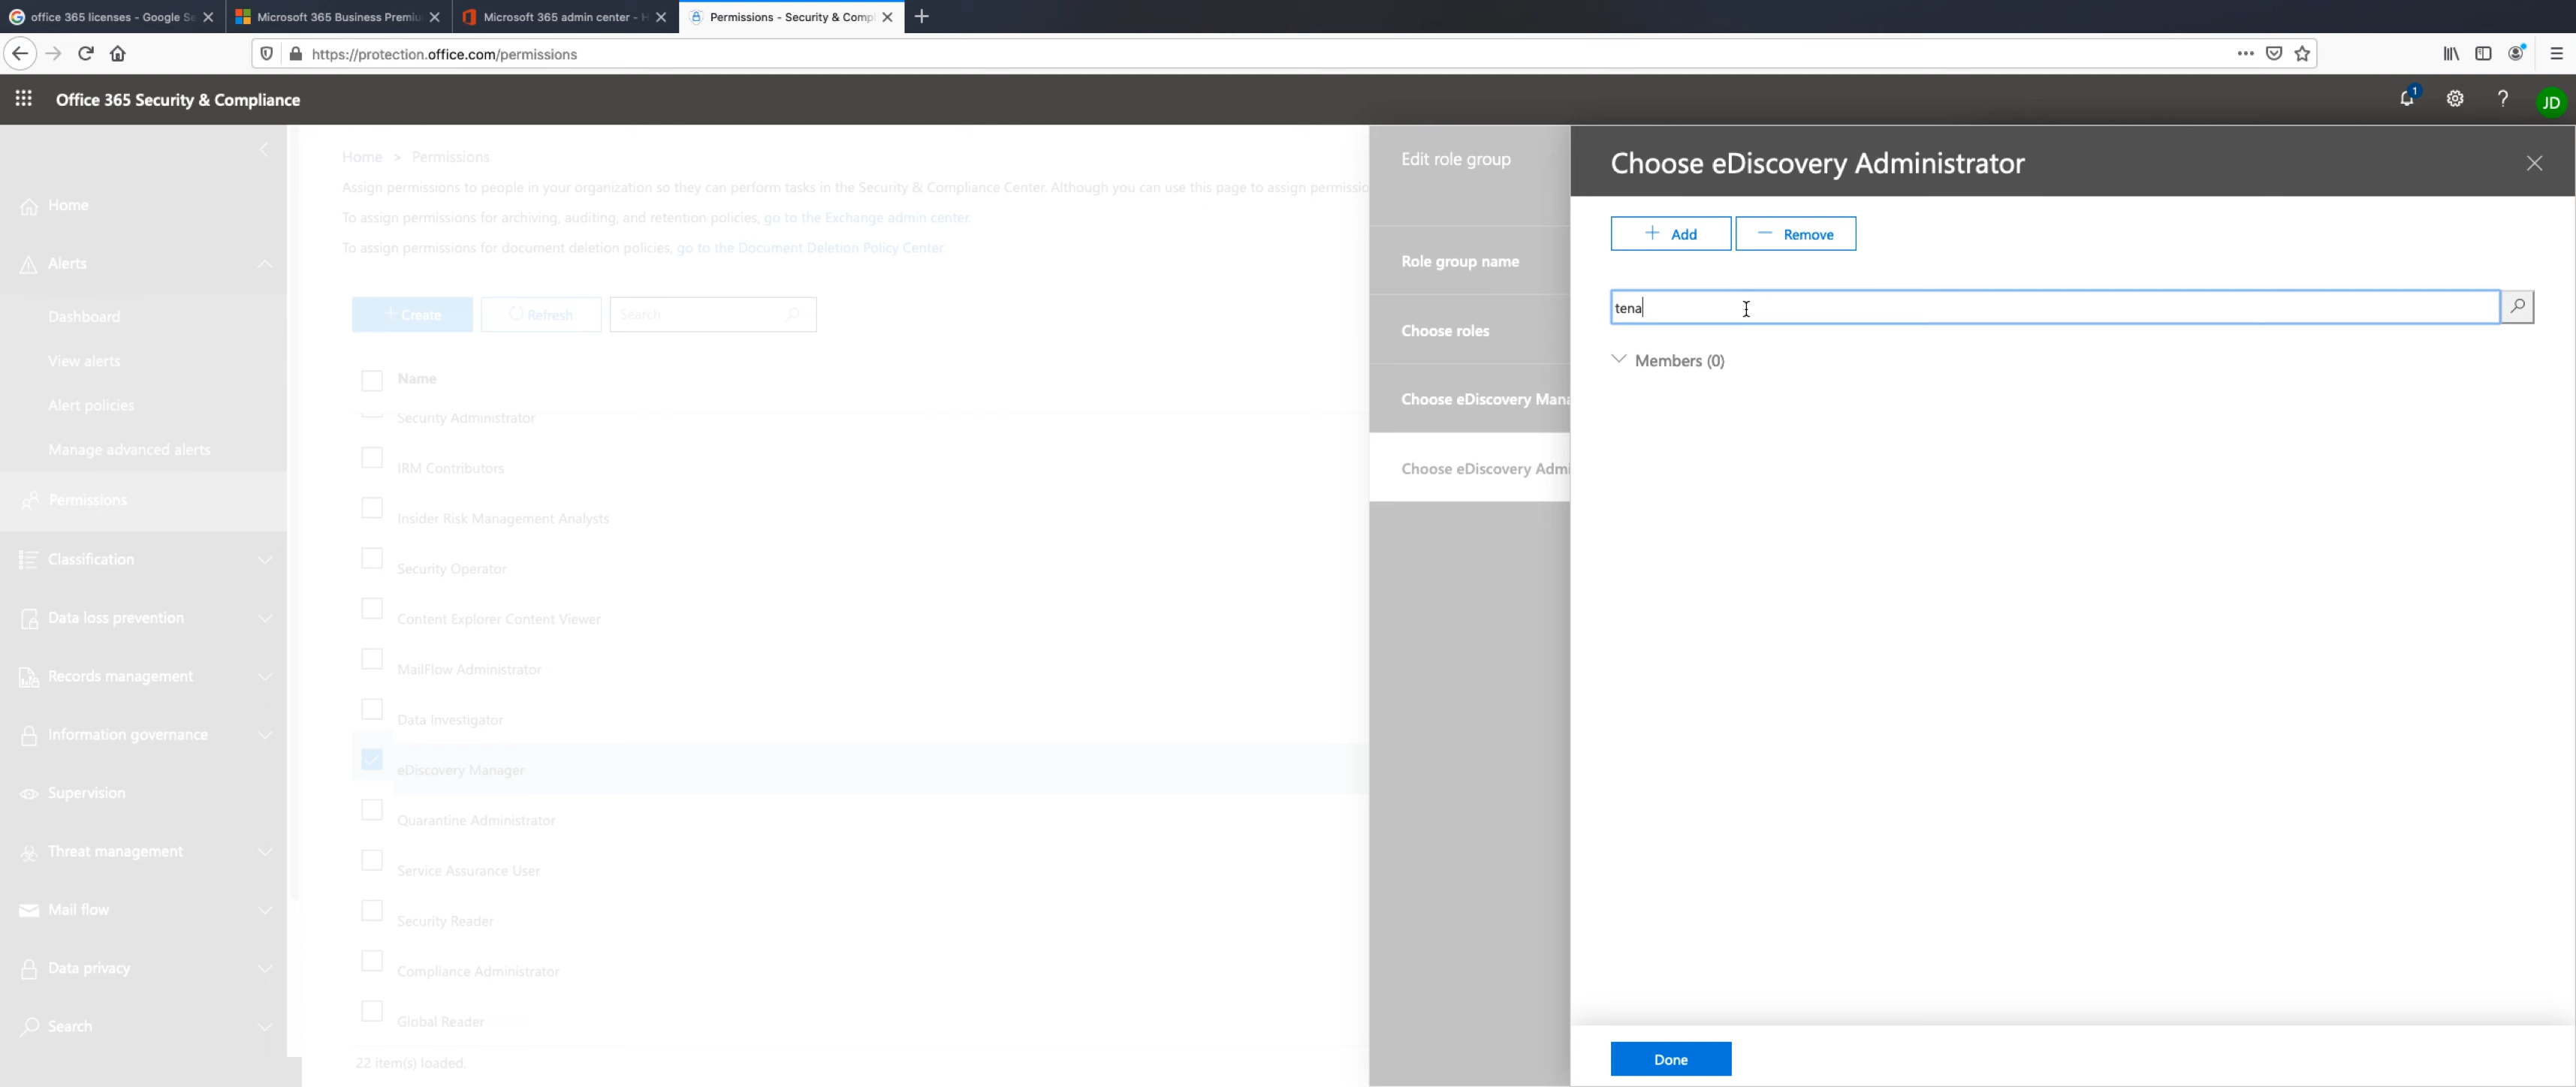 office 365 licenses - Google Se
Microsoft 365 Business Premiu
Microsoft 365 admin center - H
Permissions - Security & Compl
https://protection.office.com/permissions
Office 365 Security & Compliance
1
?
JD
Home
Alerts
Dashboard
View alerts
Alert policies
Manage advanced alerts
Permissions
Classification
Data loss prevention
Records management
Information governance
Supervision
Threat management
Mail flow
Data privacy
Search
Home > Permissions
Assign permissions to people in your organization so they can perform tasks in the Security & Compliance Center. Although you can use this page to assign permissio
To assign permissions for archiving, auditing, and retention policies, go to the Exchange admin center.
To assign permissions for document deletion policies, go to the Document Deletion Policy Center.
+ Create
Refresh
Search
Name
Security Administrator
IRM Contributors
Insider Risk Management Analysts
Security Operator
Content Explorer Content Viewer
MailFlow Administrator
Data Investigator
eDiscovery Manager
Quarantine Administrator
Service Assurance User
Security Reader
Compliance Administrator
Global Reader
22 item(s) loaded.
Edit role group
Role group name
Choose roles
Choose eDiscovery Mana
Choose eDiscovery Admi
Choose eDiscovery Administrator
+ Add
− Remove
tena
Members (0)
Done